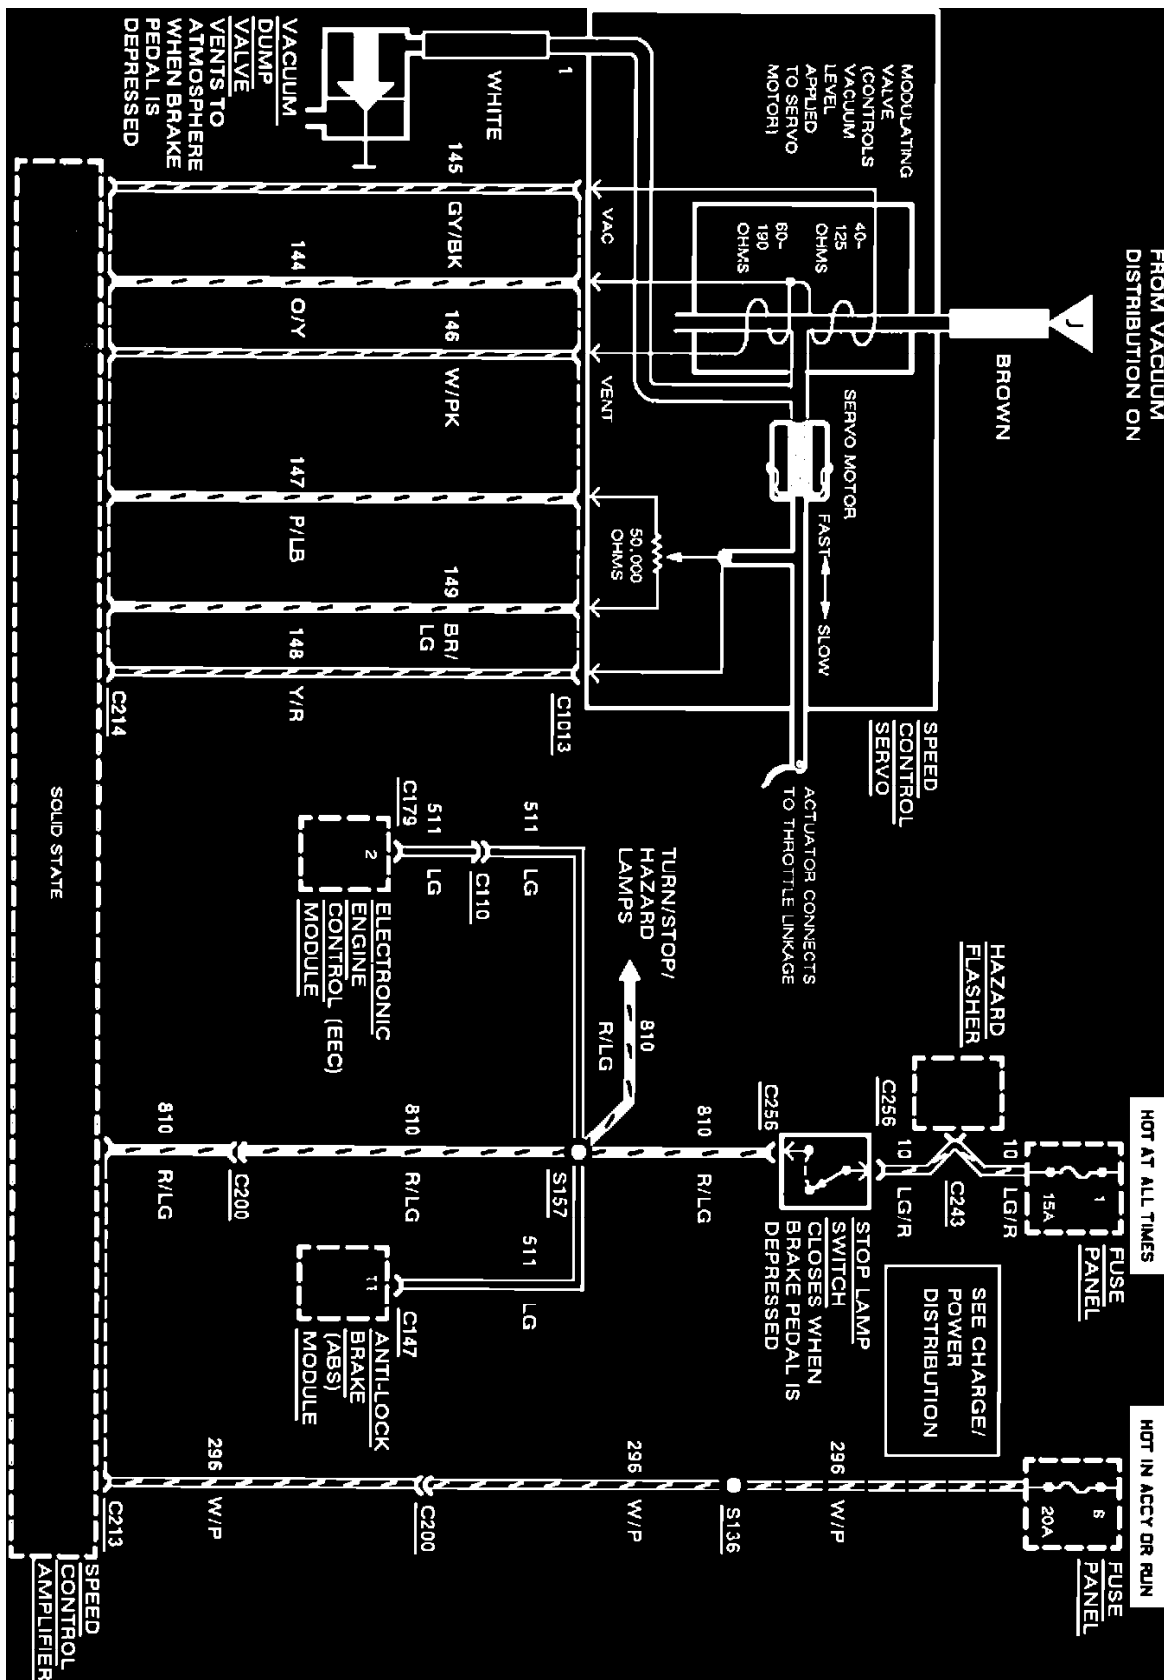 FROM VACUUM
DISTRIBUTION ON
J
BROWN
HOT AT ALL TIMES
HOT IN ACCY OR RUN
FUSE
PANEL
1
15A
FUSE
PANEL
6
20A
10
LG/R
C243
HAZARD
FLASHER
10
LG/R
C256
SEE CHARGE/
POWER
DISTRIBUTION
296
W/P
S136
STOP LAMP
SWITCH
CLOSES WHEN
BRAKE PEDAL IS
DEPRESSED
C256
MODULATING
VALVE
(CONTROLS
VACUUM
LEVEL
APPLIED
TO SERVO
MOTOR)
40-
125
OHMS
60-
190
OHMS
SERVO MOTOR
FAST
SLOW
50,000
OHMS
VAC
VENT
SPEED
CONTROL
SERVO
ACTUATOR CONNECTS
TO THROTTLE LINKAGE
TURN/STOP/
HAZARD
LAMPS
810
R/LG
810
R/LG
S157
296
W/P
1
WHITE
VACUUM
DUMP
VALVE
VENTS TO
ATMOSPHERE
WHEN BRAKE
PEDAL IS
DEPRESSED
C1013
145
GY/BK
144
O/Y
146
W/PK
147
P/LB
149
BR/
LG
148
Y/R
C214
511
LG
C110
511
LG
C179
2
ELECTRONIC
ENGINE
CONTROL (EEC)
MODULE
810
R/LG
C200
810
R/LG
511
LG
C147
11
ANTI-LOCK
BRAKE
(ABS)
MODULE
C200
296
W/P
C213
SOLID STATE
SPEED
CONTROL
AMPLIFIER